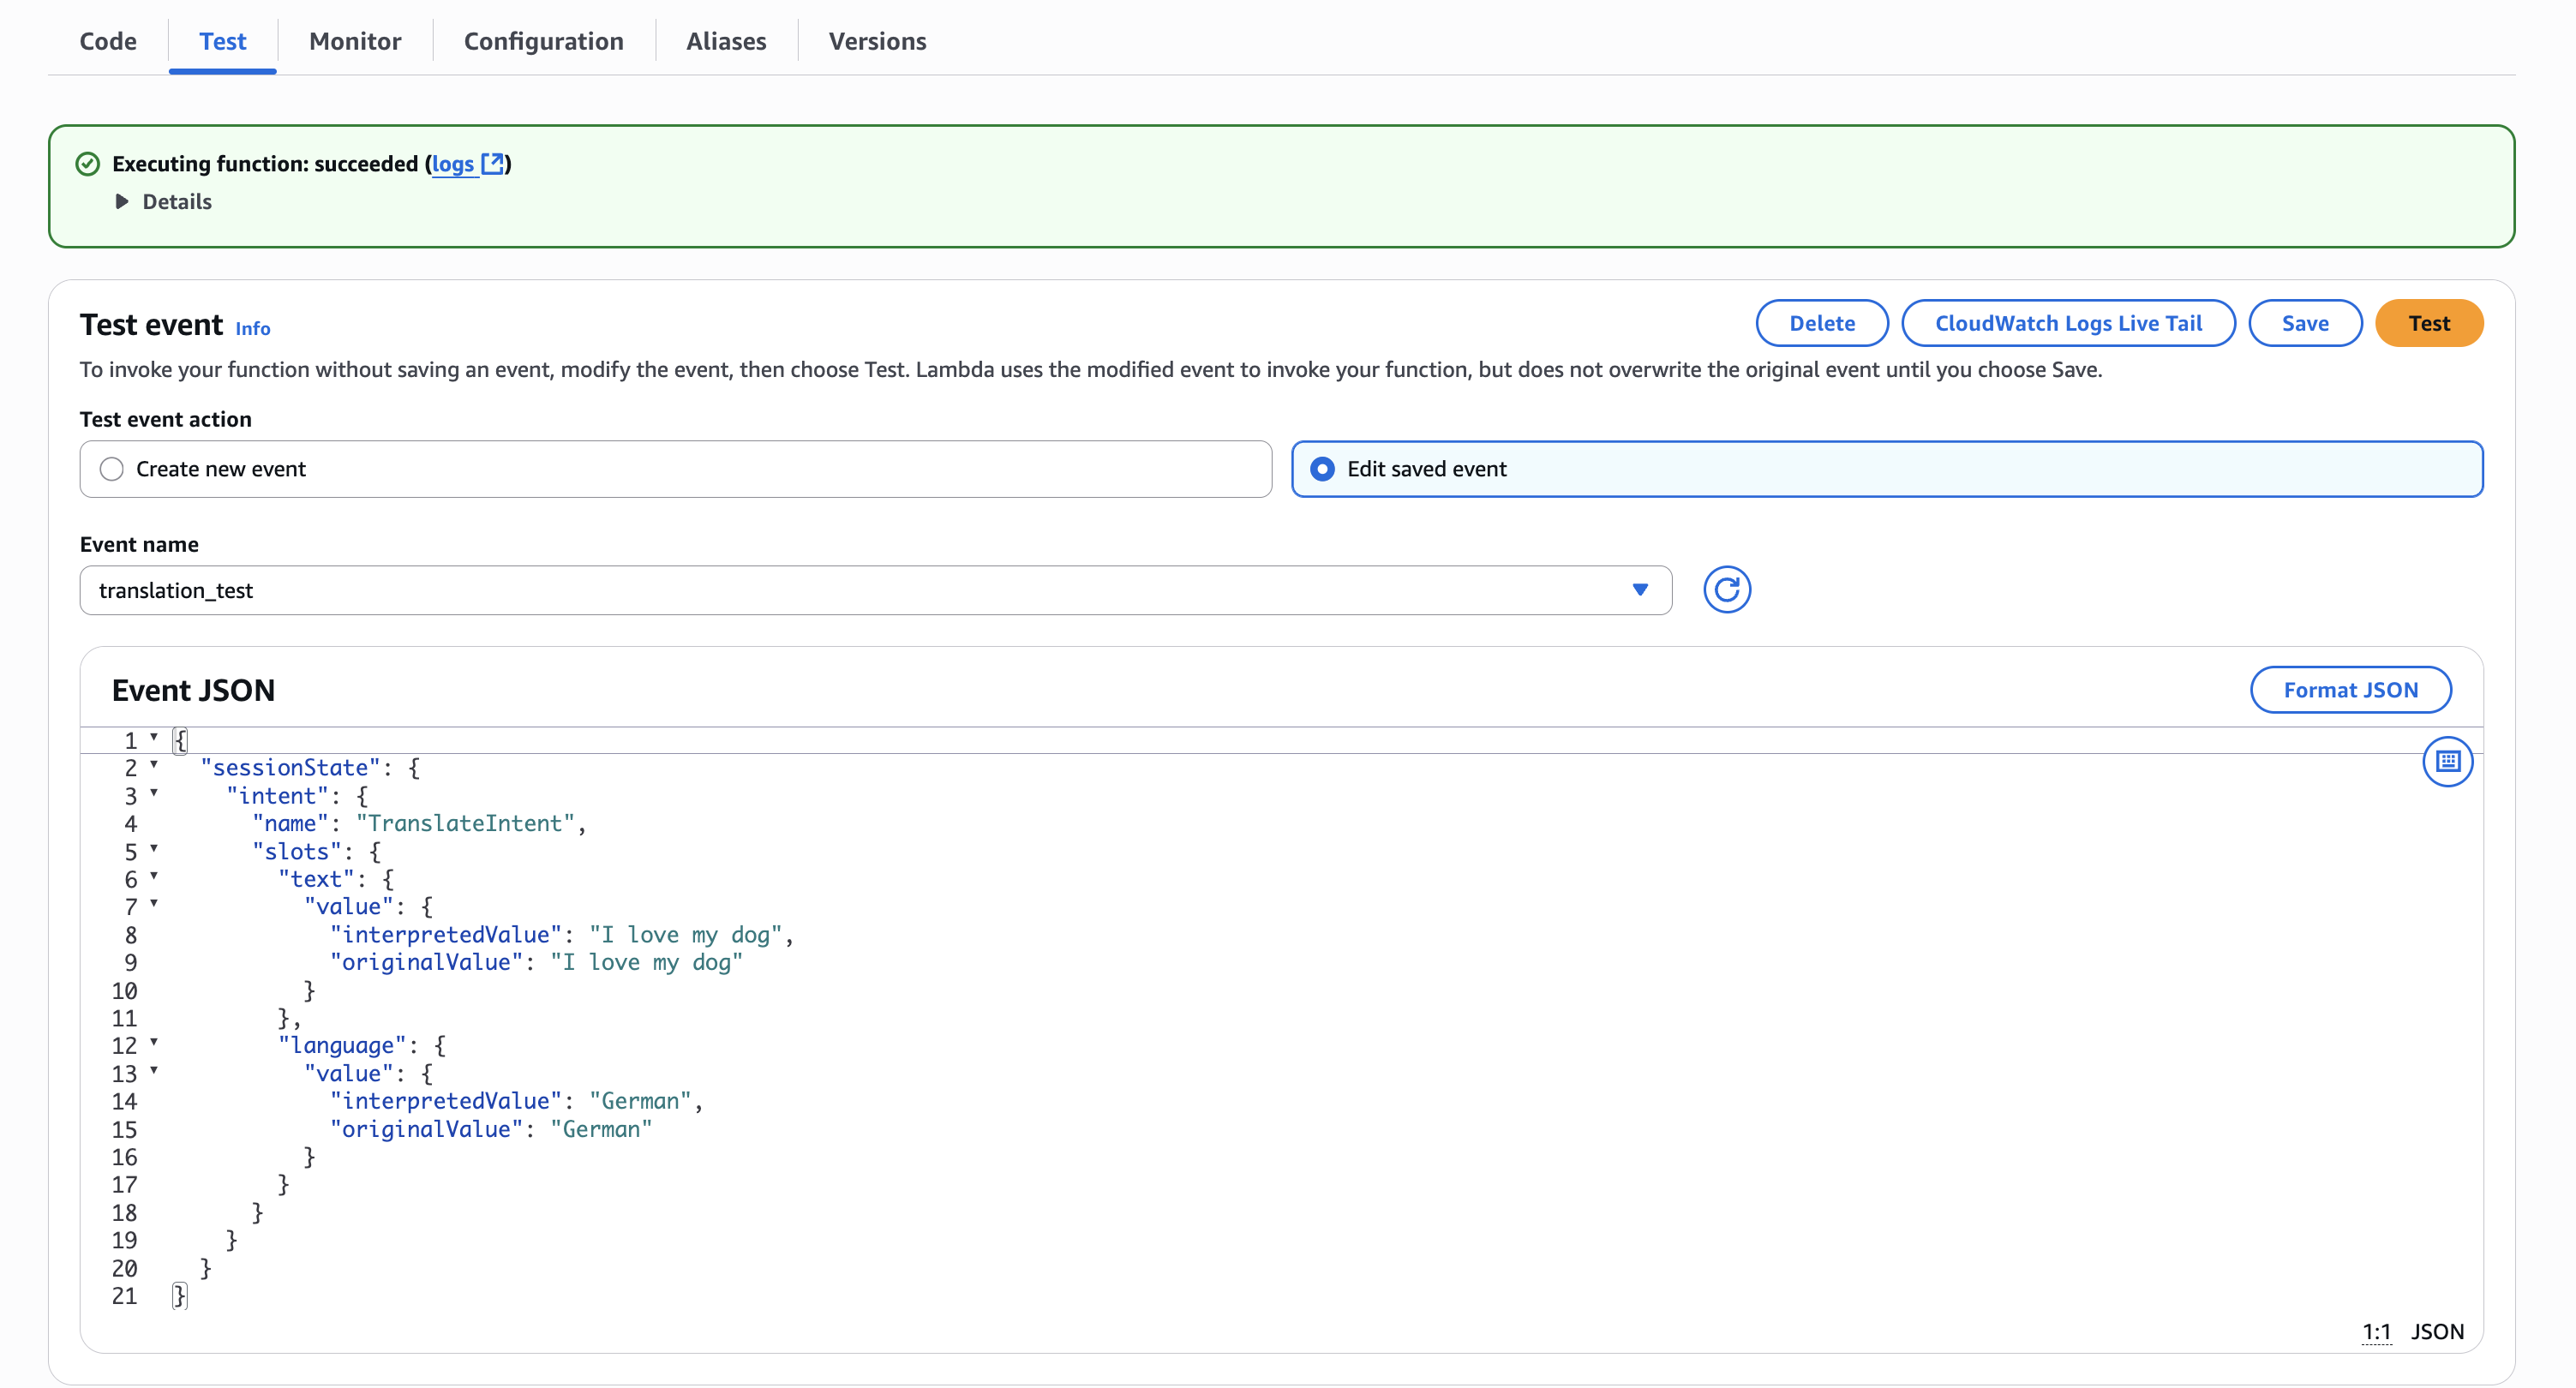 Code Test Monitor Configuration Aliases Versions
Executing function: succeeded (logs)
Details
Test event Info
Delete CloudWatch Logs Live Tail Save Test
To invoke your function without saving an event, modify the event, then choose Test. Lambda uses the modified event to invoke your function, but does not overwrite the original event until you choose Save.
Test event action
Create new event Edit saved event
Event name
translation_test
Event JSON Format JSON
1 {
2 "sessionState": {
3 "intent": {
4 "name": "TranslateIntent",
5 "slots": {
6 "text": {
7 "value": {
8 "interpretedValue": "I love my dog",
9 "originalValue": "I love my dog"
10 }
11 },
12 "language": {
13 "value": {
14 "interpretedValue": "German",
15 "originalValue": "German"
16 }
17 }
18 }
19 }
20 }
21 }
1:1 JSON